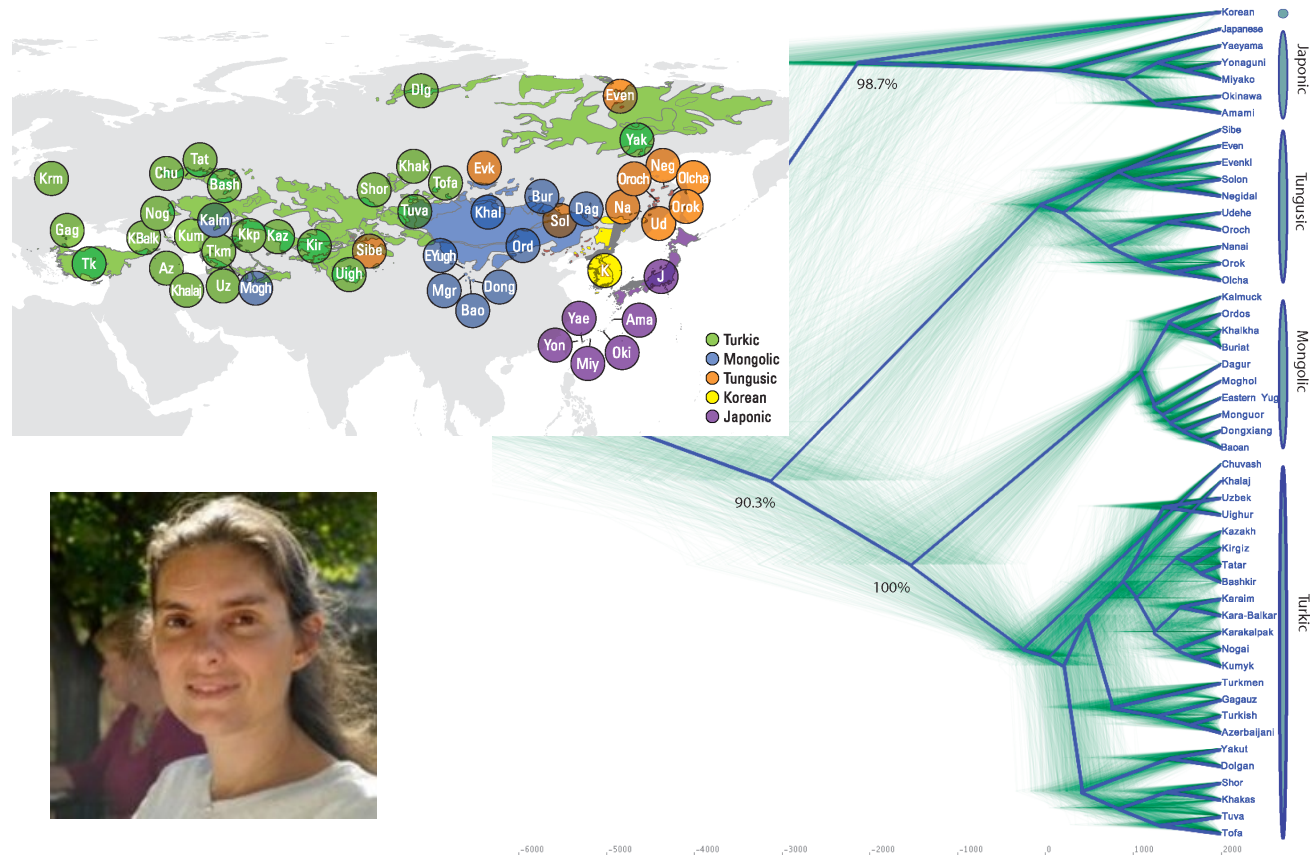 Dlg
Even
Yak
Krm
Chu
Tat
Bash
Shor
Khak
Tofa
Evk
Oroch
Neg
Olcha
Gag
Nog
Kalm
Tuva
Khal
Bur
Dag
Sol
Na
Ud
Orok
Tk
KBalk
Kum
Kkp
Kaz
Kir
Sibe
EYugh
Ord
K
J
Az
Tkm
Khalaj
Uz
Mogh
Uigh
Mgr
Dong
Bao
Yae
Ama
Yon
Miy
Oki
Turkic
Mongolic
Tungusic
Korean
Japonic
98.7%
90.3%
100%
Korean
Japanese
Yaeyama
Yonaguni
Miyako
Okinawa
Amami
Japonic
Sibe
Even
Evenki
Solon
Negidal
Udehe
Oroch
Nanai
Orok
Olcha
Tungusic
Kalmuck
Ordos
Khalkha
Buriat
Dagur
Moghol
Eastern Yug
Monguor
Dongxiang
Baoan
Mongolic
Chuvash
Khalaj
Uzbek
Uighur
Kazakh
Kirgiz
Tatar
Bashkir
Karaim
Kara-Balkar
Karakalpak
Nogai
Kumyk
Turkmen
Gagauz
Turkish
Azerbaijani
Yakut
Dolgan
Shor
Khakas
Tuva
Tofa
Turkic
-6000 -5000 -4000 -3000 -2000 -1000 0 1000 2000